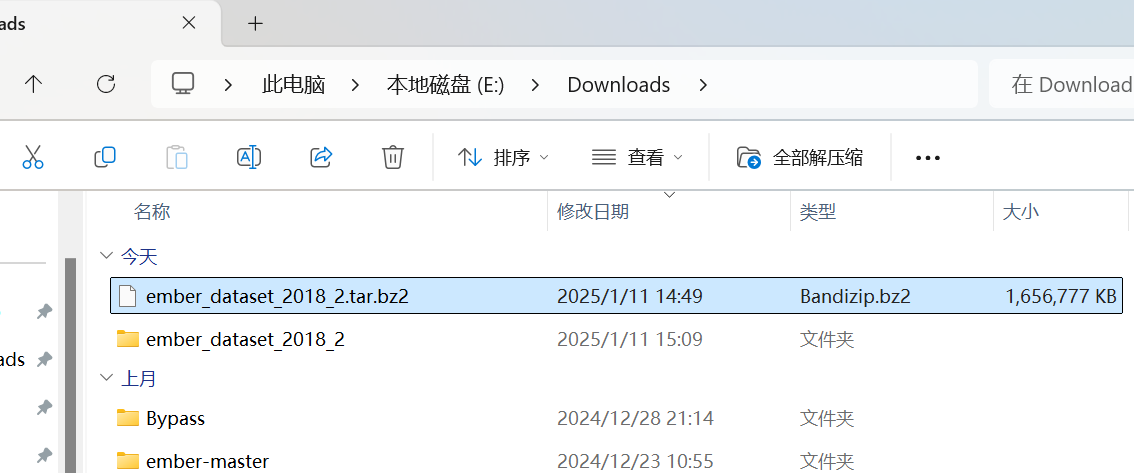 ads
此电脑 本地磁盘 (E:) Downloads 在 Download
排序 查看 全部解压缩
名称 修改日期 类型 大小
今天
ember_dataset_2018_2.tar.bz2 2025/1/11 14:49 Bandizip.bz2 1,656,777 KB
ember_dataset_2018_2 2025/1/11 15:09 文件夹
ads
上月
Bypass 2024/12/28 21:14 文件夹
ember-master 2024/12/23 10:55 文件夹